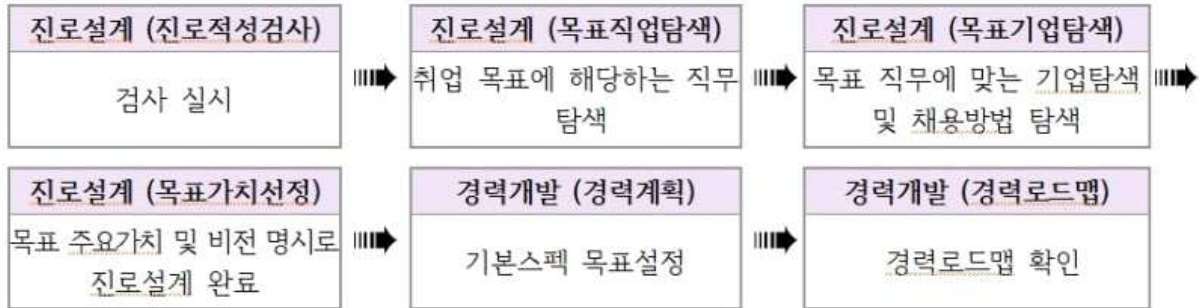 진로설계 (진로적성검사)
검사 실시
진로설계 (목표직업탐색)
취업 목표에 해당하는 직무
탐색
진로설계 (목표기업탐색)
목표 직무에 맞는 기업탐색
및 채용방법 탐색
진로설계 (목표가치선정)
목표 주요가치 및 비전 명시로
진로설계 완료
경력개발 (경력계획)
기본스펙 목표설정
경력개발 (경력로드맵)
경력로드맵 확인